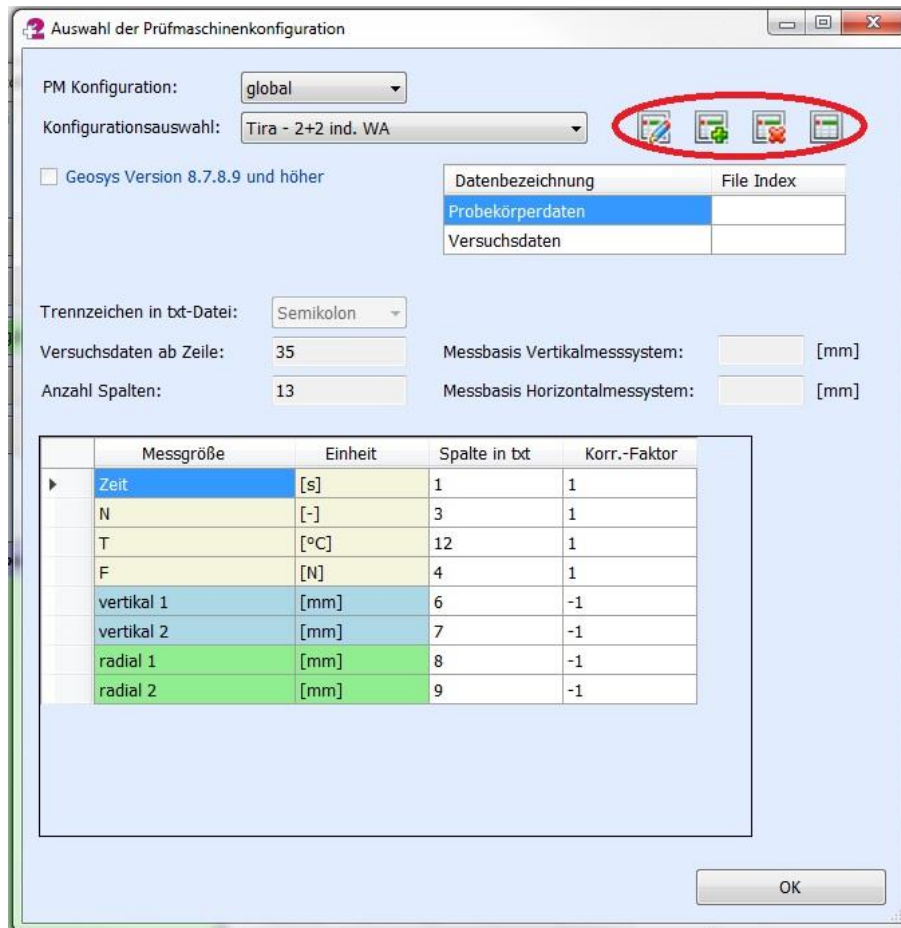 Auswahl der Prüfmaschinenkonfiguration
PM Konfiguration: global
Konfigurationsauswahl: Tira - 2+2 ind. WA
Geosys Version 8.7.8.9 und höher
Datenbezeichnung File Index
Probekörperdaten
Versuchsdaten
Trennzeichen in txt-Datei: Semikolon
Versuchsdaten ab Zeile: 35 Messbasis Vertikalmesssystem: [mm]
Anzahl Spalten: 13 Messbasis Horizontalmessystem: [mm]
Messgröße Einheit Spalte in txt Korr.-Faktor
Zeit [s] 1 1
N [-] 3 1
T [°C] 12 1
F [N] 4 1
vertikal 1 [mm] 6 -1
vertikal 2 [mm] 7 -1
radial 1 [mm] 8 -1
radial 2 [mm] 9 -1
OK